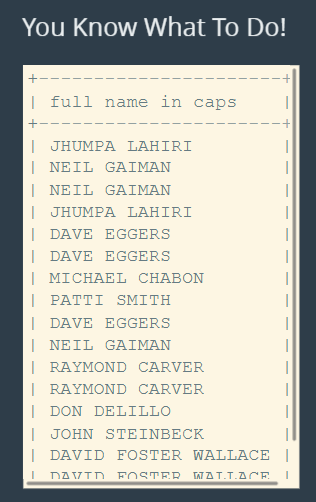 You Know What To Do!
+-----------------------+
| full name in caps |
+-----------------------+
| JHUMPA LAHIRI |
| NEIL GAIMAN |
| NEIL GAIMAN |
| JHUMPA LAHIRI |
| DAVE EGGERS |
| DAVE EGGERS |
| MICHAEL CHABON |
| PATTI SMITH |
| DAVE EGGERS |
| NEIL GAIMAN |
| RAYMOND CARVER |
| RAYMOND CARVER |
| DON DELILLO |
| JOHN STEINBECK |
| DAVID FOSTER WALLACE |
| DAVID FOSTER WALLACE |